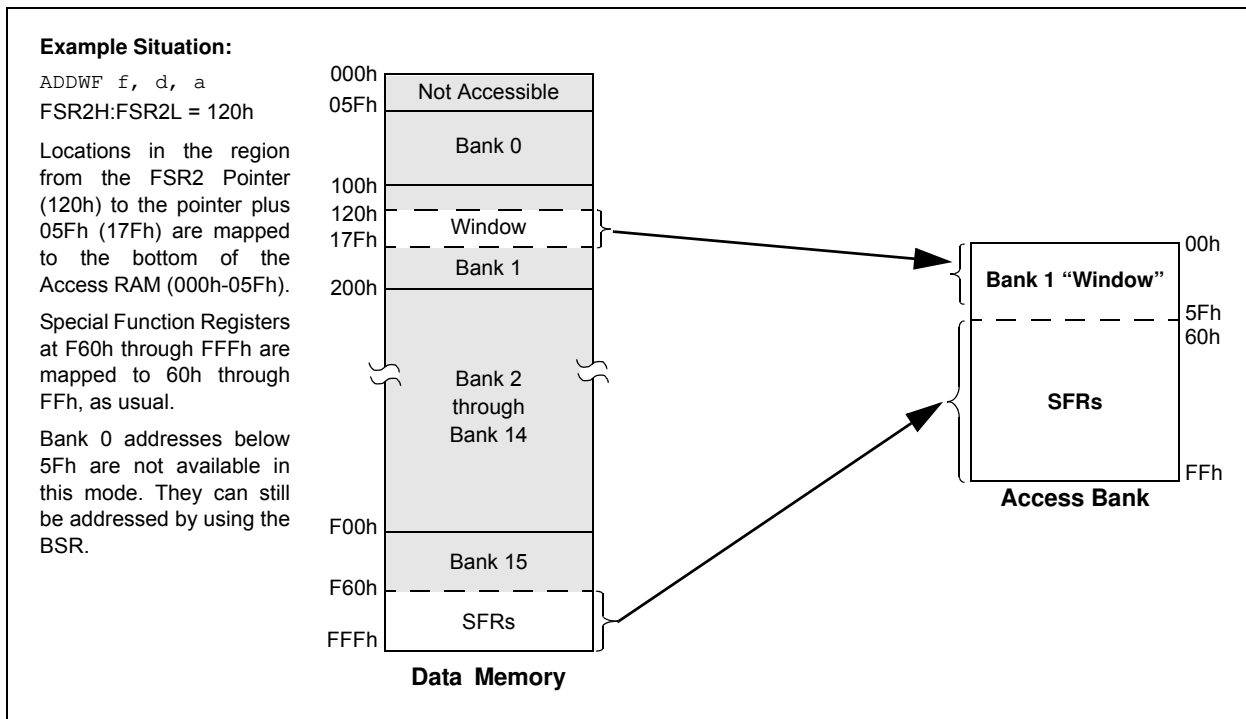 Example Situation:
ADDWF f, d, a
FSR2H:FSR2L = 120h
Locations in the region
from the FSR2 Pointer
(120h) to the pointer plus
05Fh (17Fh) are mapped
to the bottom of the
Access RAM (000h-05Fh).
Special Function Registers
at F60h through FFFh are
mapped to 60h through
FFh, as usual.
Bank 0 addresses below
5Fh are not available in
this mode. They can still
be addressed by using the
BSR.
000h
Not Accessible
05Fh
Bank 0
100h
120h
Window
17Fh
Bank 1
200h
Bank 2
through
Bank 14
F00h
Bank 15
F60h
SFRs
FFFh
Data Memory
00h
Bank 1 “Window”
5Fh
60h
SFRs
FFh
Access Bank